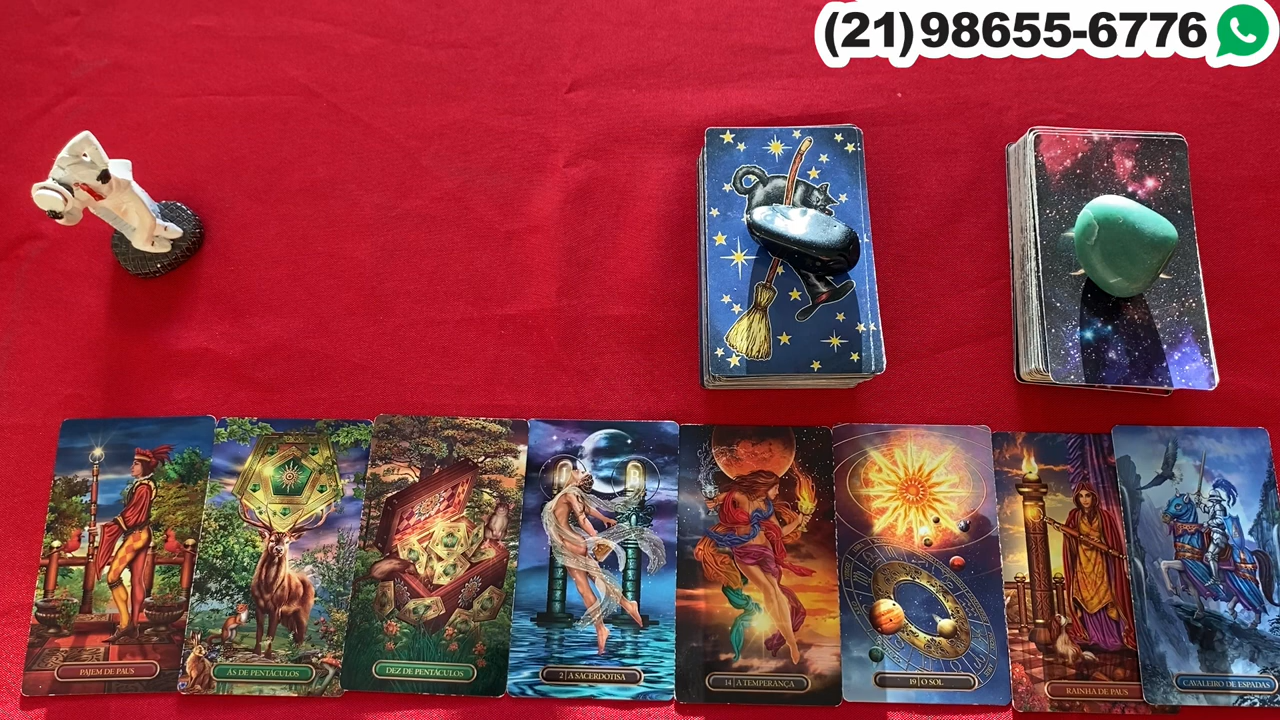 (21)98655-6776
PAJEM DE PAUS
ÁS DE PENTÁCULOS
DEZ DE PENTÁCULOS
B
2 | A SACERDOTISA
14 | A TEMPERANÇA
19 | O SOL
RAINHA DE PAUS
CAVALEIRO DE ESPADAS